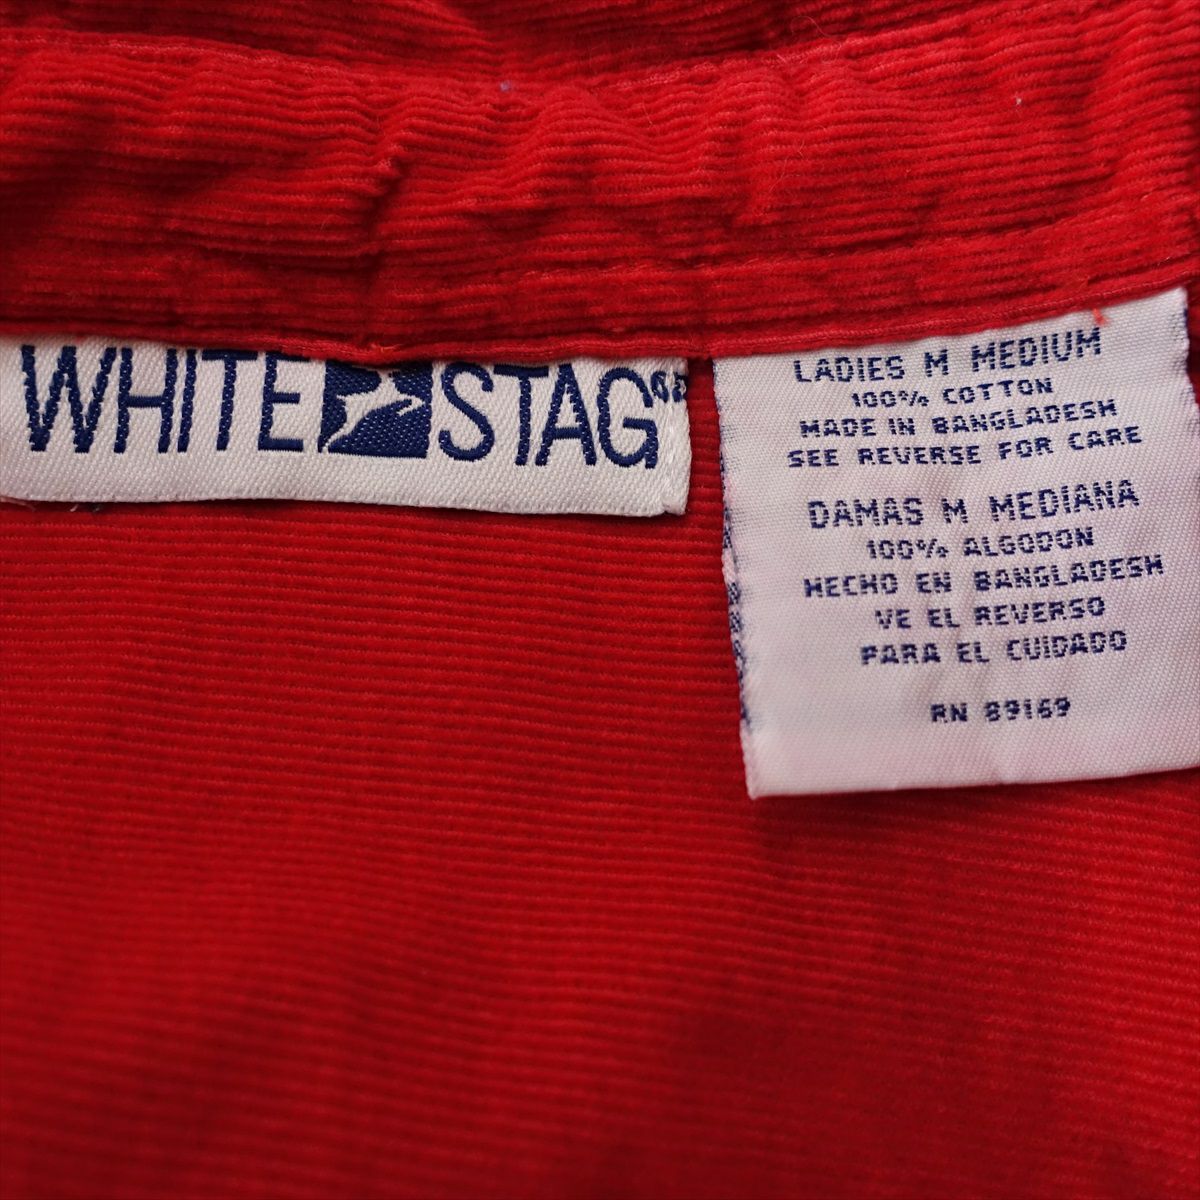 WHITE STAG
LADIES M MEDIUM
100% COTTON
MADE IN BANGLADESH
SEE REVERSE FOR CARE
DAMAS M MEDIANA
100% ALGODON
HECHO EN BANGLADESH
VE EL REVERSO
PARA EL CUIDADO
RN 89169